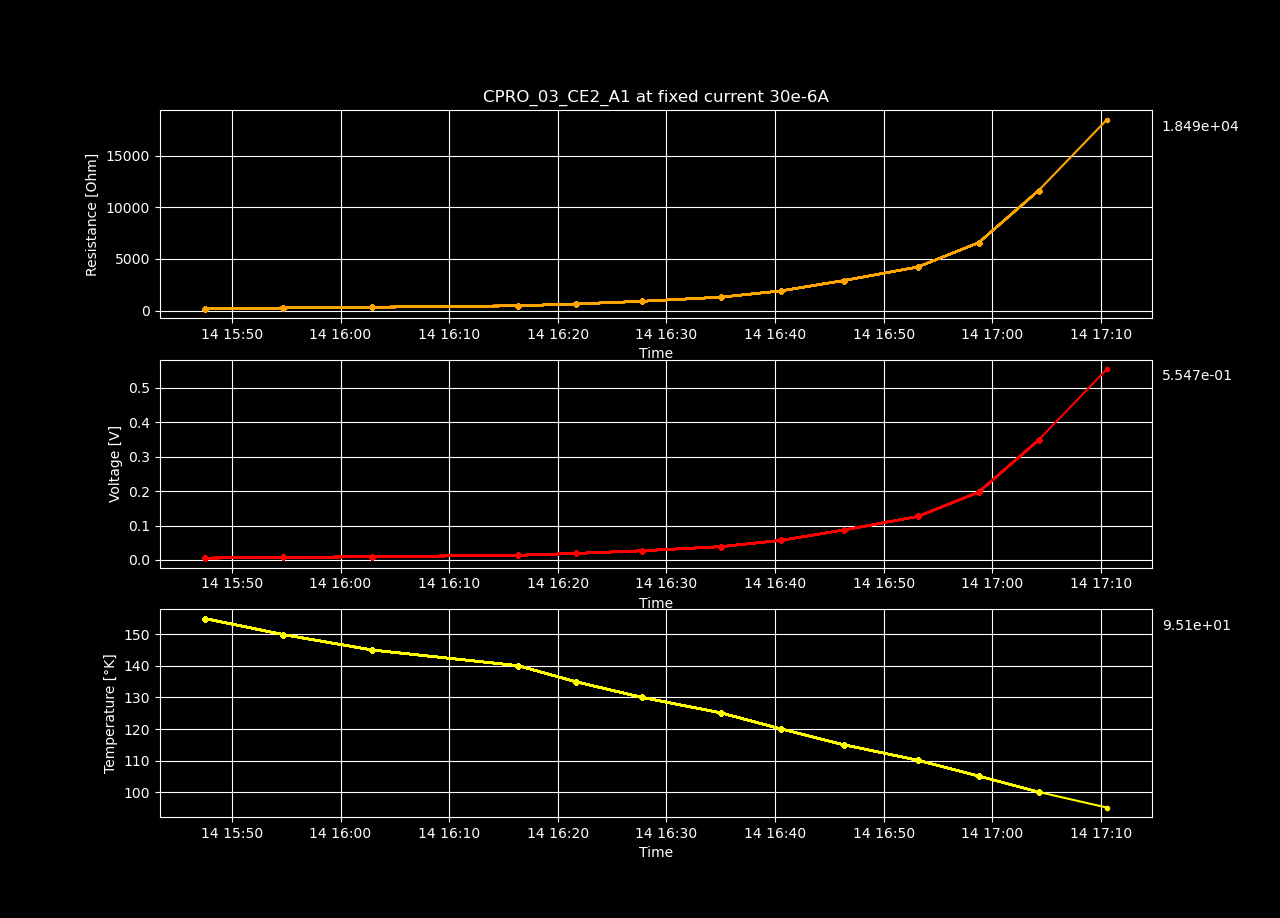 CPRO_03_CE2_A1 at fixed current 30e-6A
1.849e+04
Resistance [Ohm]
15000
10000
5000
0
14 15:50 14 16:00 14 16:10 14 16:20 14 16:30 14 16:40 14 16:50 14 17:00 14 17:10
Time
5.547e-01
Voltage [V]
0.5
0.4
0.3
0.2
0.1
0.0
14 15:50 14 16:00 14 16:10 14 16:20 14 16:30 14 16:40 14 16:50 14 17:00 14 17:10
Time
9.51e+01
Temperature [°K]
150
140
130
120
110
100
14 15:50 14 16:00 14 16:10 14 16:20 14 16:30 14 16:40 14 16:50 14 17:00 14 17:10
Time